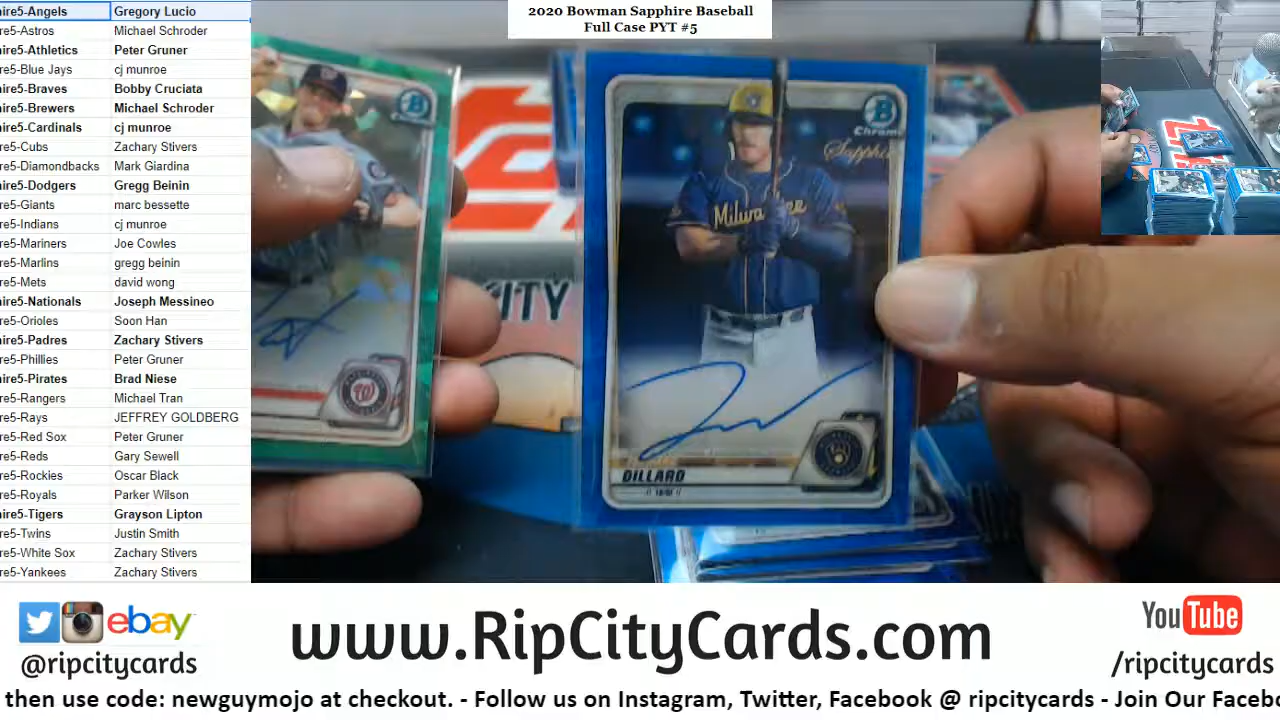 ire5-Angels Gregory Lucio
re5-Astros Michael Schroder
ire5-Athletics Peter Gruner
re5-Blue Jays cj munroe
ire5-Braves Bobby Cruciata
ire5-Brewers Michael Schroder
ire5-Cardinals cj munroe
re5-Cubs Zachary Stivers
re5-Diamondbacks Mark Giardina
ire5-Dodgers Gregg Beinin
re5-Giants marc bessette
re5-Indians cj munroe
re5-Mariners Joe Cowles
re5-Marlins gregg beinin
re5-Mets david wong
ire5-Nationals Joseph Messineo
re5-Orioles Soon Han
ire5-Padres Zachary Stivers
re5-Phillies Peter Gruner
ire5-Pirates Brad Niese
re5-Rangers Michael Tran
re5-Rays JEFFREY GOLDBERG
re5-Red Sox Peter Gruner
re5-Reds Gary Sewell
re5-Rockies Oscar Black
re5-Royals Parker Wilson
ire5-Tigers Grayson Lipton
re5-Twins Justin Smith
re5-White Sox Zachary Stivers
re5-Yankees Zachary Stivers
2020 Bowman Sapphire Baseball
Full Case PYT #5
B
Chrome
Sapphi
Milwa ee
CITY
DILLARD
// 1B/OF //
W
ebay
@ripcitycards
www.RipCityCards.com
YouTube
/ripcitycards
then use code: newguymojo at checkout. - Follow us on Instagram, Twitter, Facebook @ ripcitycards - Join Our Facebo